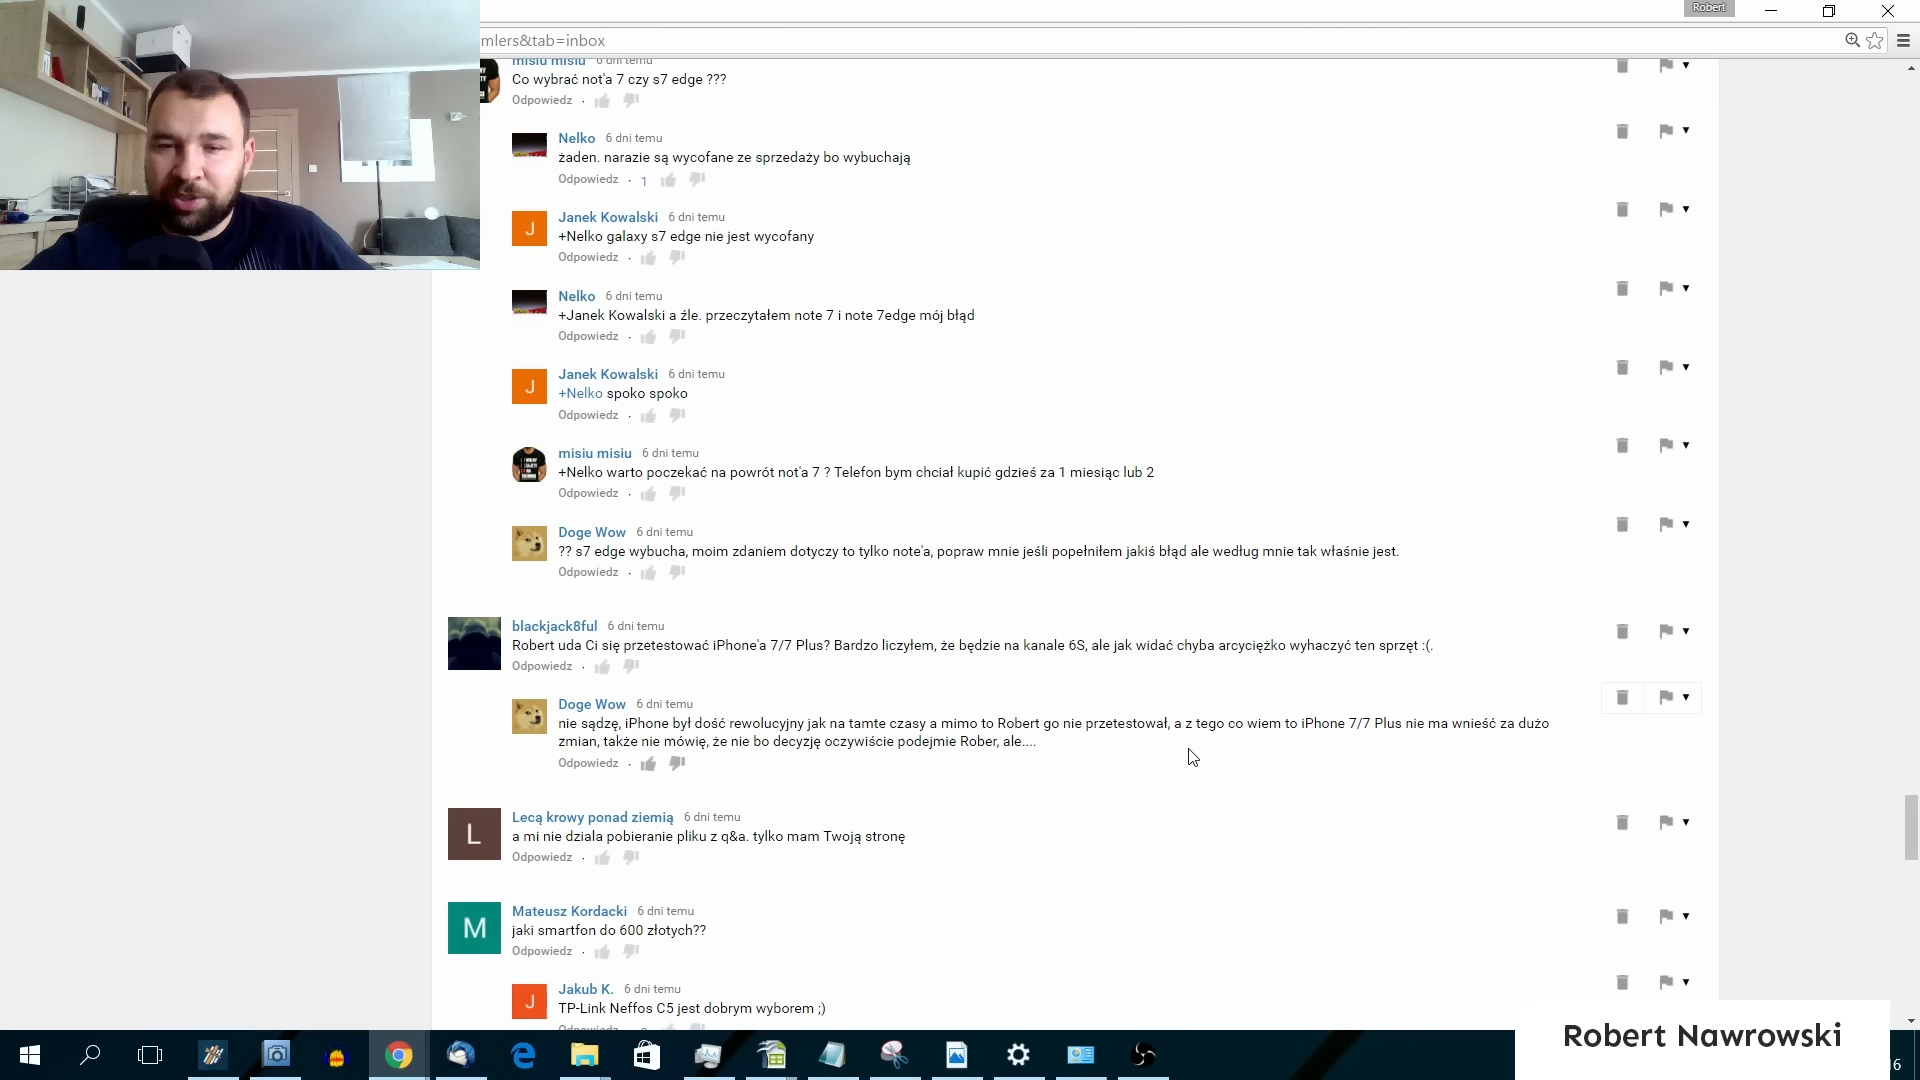 Robert
mlers&tab=inbox
misiu misiu 6 dni temu
Co wybrać not'a 7 czy s7 edge ???
Odpowiedz
Nelko 6 dni temu
żaden. narazie są wycofane ze sprzedaży bo wybuchają
Odpowiedz · 1
Janek Kowalski 6 dni temu
+Nelko galaxy s7 edge nie jest wycofany
Odpowiedz
Nelko 6 dni temu
+Janek Kowalski a źle. przeczytałem note 7 i note 7edge mój błąd
Odpowiedz
Janek Kowalski 6 dni temu
+Nelko spoko spoko
Odpowiedz
misiu misiu 6 dni temu
+Nelko warto poczekać na powrót not'a 7 ? Telefon bym chciał kupić gdzieś za 1 miesiąc lub 2
Odpowiedz
Doge Wow 6 dni temu
?? s7 edge wybucha, moim zdaniem dotyczy to tylko note'a, popraw mnie jeśli popełniłem jakiś błąd ale według mnie tak właśnie jest.
Odpowiedz
blackjack8ful 6 dni temu
Robert uda Ci się przetestować iPhone'a 7/7 Plus? Bardzo liczyłem, że będzie na kanale 6S, ale jak widać chyba arcyciężko wyhaczyć ten sprzęt :(.
Odpowiedz
Doge Wow 6 dni temu
nie sądzę, iPhone był dość rewolucyjny jak na tamte czasy a mimo to Robert go nie przetestował, a z tego co wiem to iPhone 7/7 Plus nie ma wnieść za dużo
zmian, także nie mówię, że nie bo decyzję oczywiście podejmie Rober, ale....
Odpowiedz
Lecą krowy ponad ziemią 6 dni temu
a mi nie dziala pobieranie pliku z q&a. tylko mam Twoją stronę
Odpowiedz
L
Mateusz Kordacki 6 dni temu
jaki smartfon do 600 złotych??
Odpowiedz
M
Jakub K. 6 dni temu
TP-Link Neffos C5 jest dobrym wyborem ;)
Odpowiedz
J
J
J
Robert Nawrowski
16